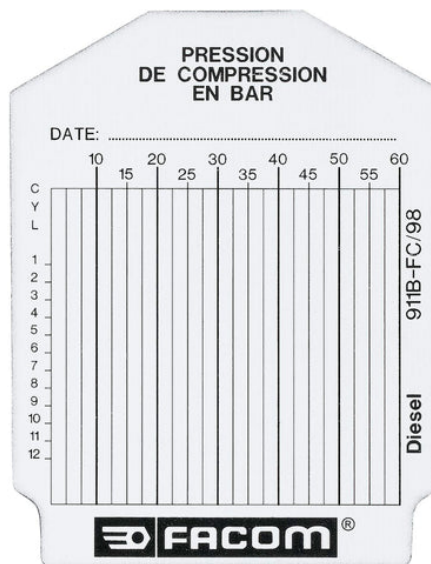 PRESSION
DE COMPRESSION
EN BAR
DATE: ........................................................
10 20 30 40 50 60
15 25 35 45 55
C
Y
L
1
2
3
4
5
6
7
8
9
10
11
12
911B-FC/98
Diesel
FACOM®